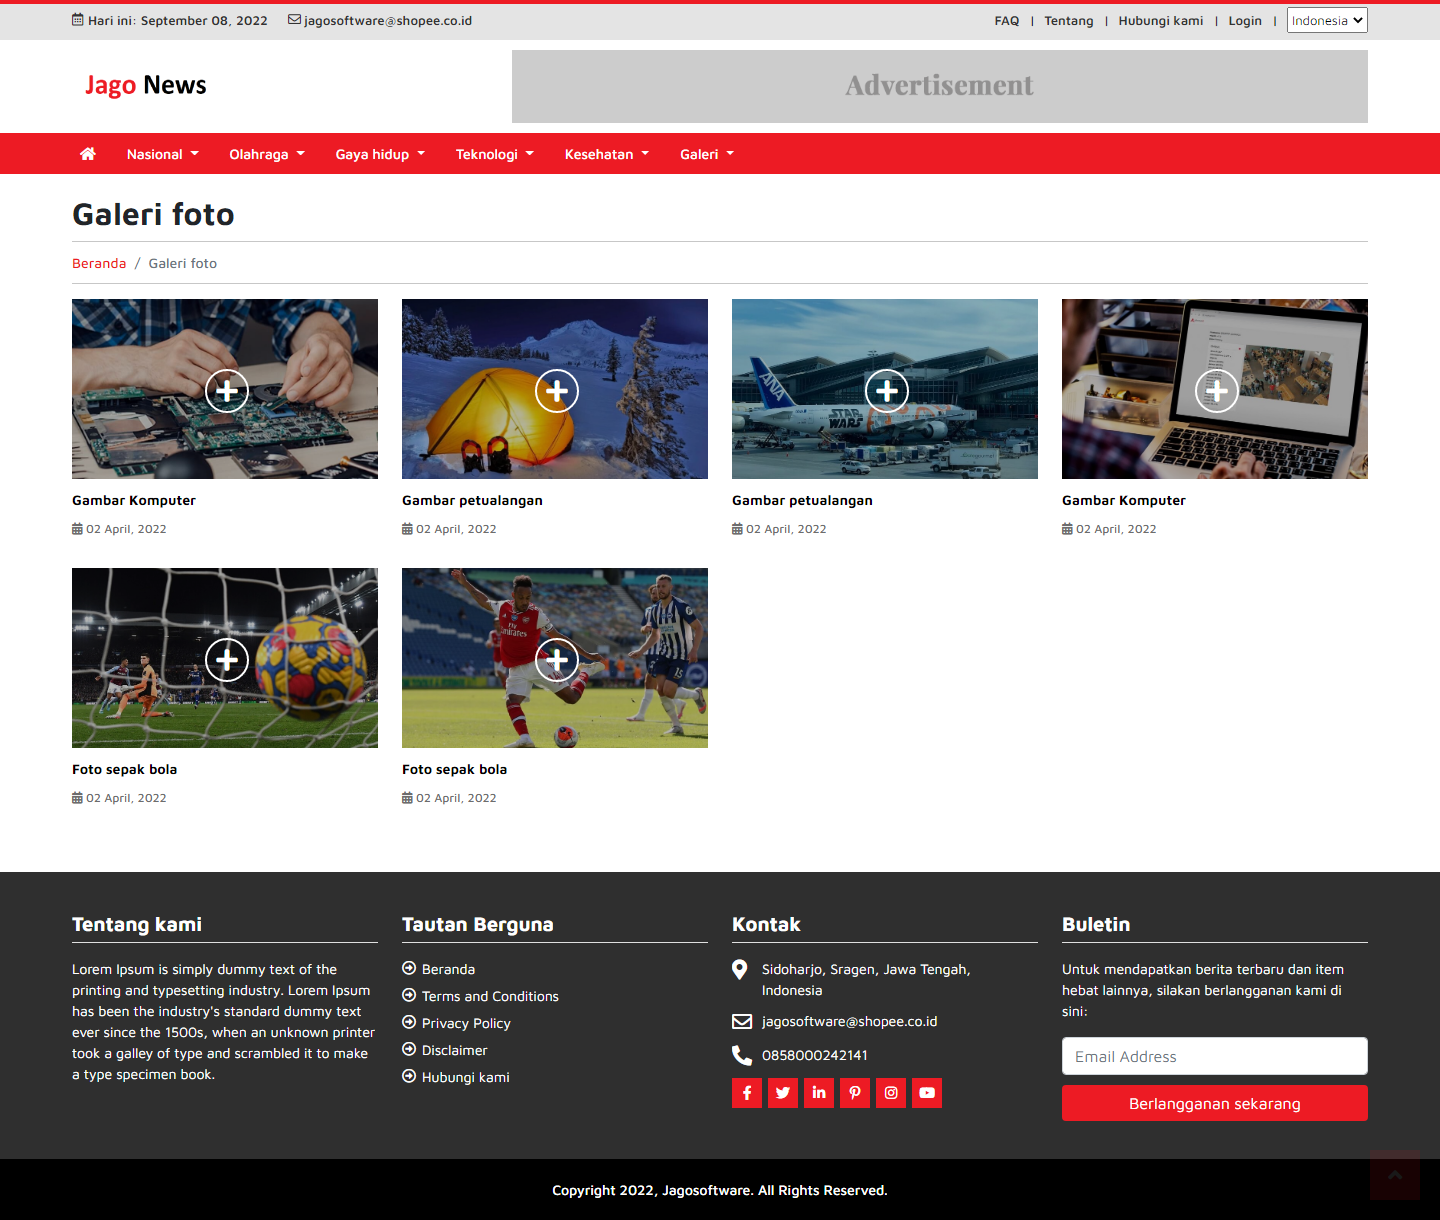 Hari ini: September 08, 2022 jagosoftware@shopee.co.id FAQ | Tentang | Hubungi kami | Login | Indonesia
Jago News
Advertisement
Nasional Olahraga Gaya hidup Teknologi Kesehatan Galeri
Galeri foto
Beranda / Galeri foto
ANA
STAR
WARS
Gambar Komputer
02 April, 2022
Gambar petualangan
02 April, 2022
Gambar petualangan
02 April, 2022
Gambar Komputer
02 April, 2022
Fly
Emirates
15
Foto sepak bola
02 April, 2022
Foto sepak bola
02 April, 2022
Tentang kami
Lorem Ipsum is simply dummy text of the
printing and typesetting industry. Lorem Ipsum
has been the industry's standard dummy text
ever since the 1500s, when an unknown printer
took a galley of type and scrambled it to make
a type specimen book.
Tautan Berguna
Beranda
Terms and Conditions
Privacy Policy
Disclaimer
Hubungi kami
Kontak
Sidoharjo, Sragen, Jawa Tengah,
Indonesia
jagosoftware@shopee.co.id
0858000242141
Buletin
Untuk mendapatkan berita terbaru dan item
hebat lainnya, silakan berlangganan kami di
sini:
Email Address
Berlangganan sekarang
Copyright 2022, Jagosoftware. All Rights Reserved.